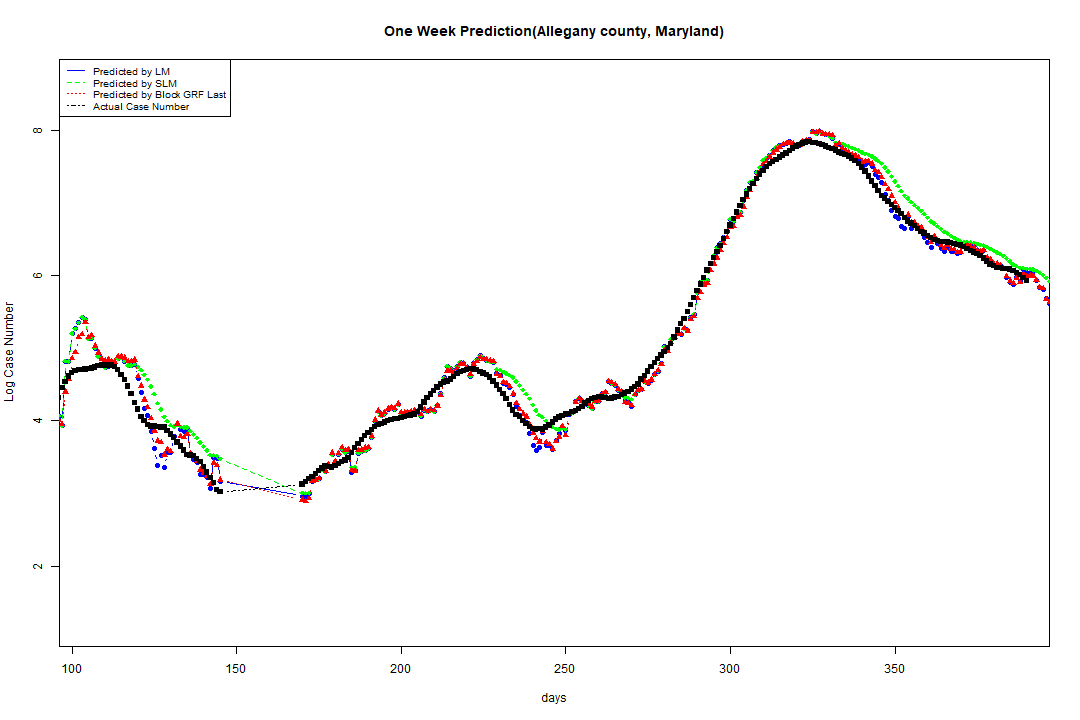 One Week Prediction(Allegany county, Maryland)
Predicted by LM
Predicted by SLM
Predicted by Block GRF Last
Actual Case Number
Log Case Number
8
6
4
2
100 150 200 250 300 350
days